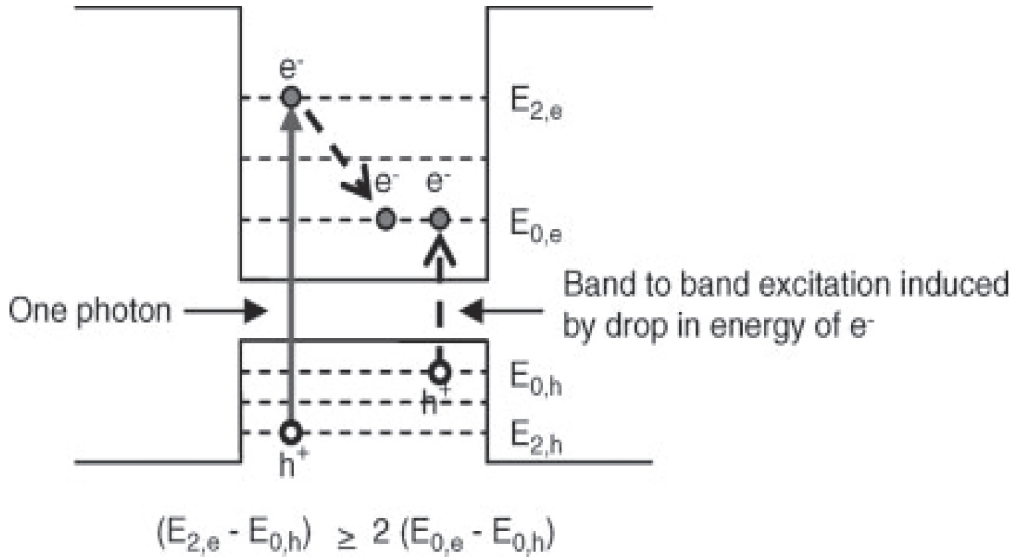 e-
E2,e
e- e-
E0,e
One photon
Band to band excitation induced
by drop in energy of e-
E0,h
h+
E2,h
h+
(E2,e - E0,h) ≥ 2 (E0,e - E0,h)